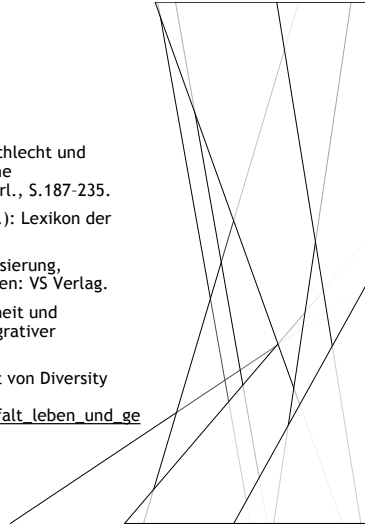 chlecht und
ne
rl., S.187–235.
.): Lexikon der
sierung,
en: VS Verlag.
heit und
grativer
t von Diversity
falt_leben_und_ge